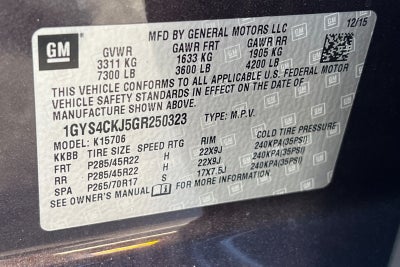 GM
MFD BY GENERAL MOTORS LLC 12/15
GVWR GAWR FRT GAWR RR
3311 KG 1633 KG 1905 KG
7300 LB 3600 LB 4200 LB
THIS VEHICLE CONFORMS TO ALL APPLICABLE U.S. FEDERAL MOTOR
VEHICLE SAFETY, BUMPER, AND THEFT PREVENTION STANDARDS IN EFFECT ON THE DATE OF
MANUFACTURE SHOWN ABOVE.
1GYS4CKJ5GR250323 TYPE: M.P.V.
MODEL: K15706
KKBB TIRE SIZE SPEED RTG RIM COLD TIRE PRESSURE
FRT P285/45R22 H 22X9J 240KPA(35PSI)
RR P285/45R22 H 22X9J 240KPA(35PSI)
SPA P265/70R17 S 17X7.5J 240KPA(35PSI)
SEE OWNER'S MANUAL